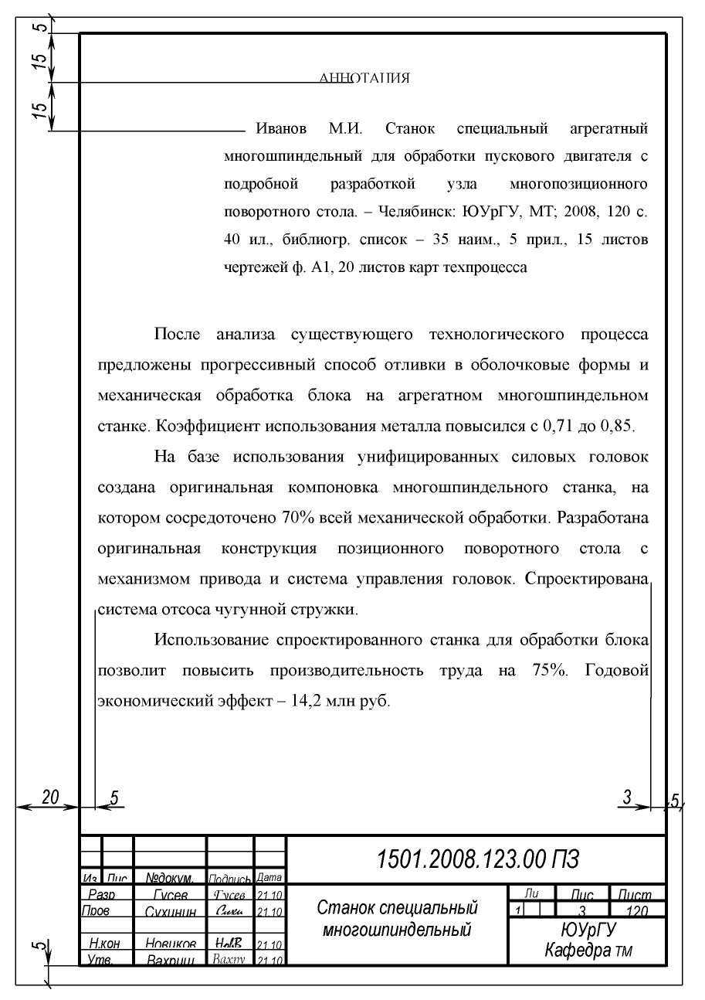 5
15
АННОТАЦИЯ
15
Иванов М.И. Станок специальный агрегатный
многошпиндельный для обработки пускового двигателя с
подробной разработкой узла многопозиционного
поворотного стола. – Челябинск: ЮУрГУ, МТ; 2008, 120 с.
40 ил., библиогр. список – 35 наим., 5 прил., 15 листов
чертежей ф. А1, 20 листов карт техпроцесса
После анализа существующего технологического процесса
предложены прогрессивный способ отливки в оболочковые формы и
механическая обработка блока на агрегатном многошпиндельном
станке. Коэффициент использования металла повысился с 0,71 до 0,85.
На базе использования унифицированных силовых головок
создана оригинальная компоновка многошпиндельного станка, на
котором сосредоточено 70% всей механической обработки. Разработана
оригинальная конструкция позиционного поворотного стола с
механизмом привода и система управления головок. Спроектирована
система отсоса чугунной стружки.
Использование спроектированного станка для обработки блока
позволит повысить производительность труда на 75%. Годовой
экономический эффект – 14,2 млн руб.
20 5 3 5
1501.2008.123.00 ПЗ
Из Лис №докум. Подпись Дата
Разр Гусев Гусев 21.10
Пров Сухинин Сухи 21.10
Н.кон Новиков НовВ 21.10
Утв. Вахриш Вахру 21.10
Станок специальный
многошпиндельный
Ли Лис Лист
1 3 120
ЮУрГУ
Кафедра ТМ
5